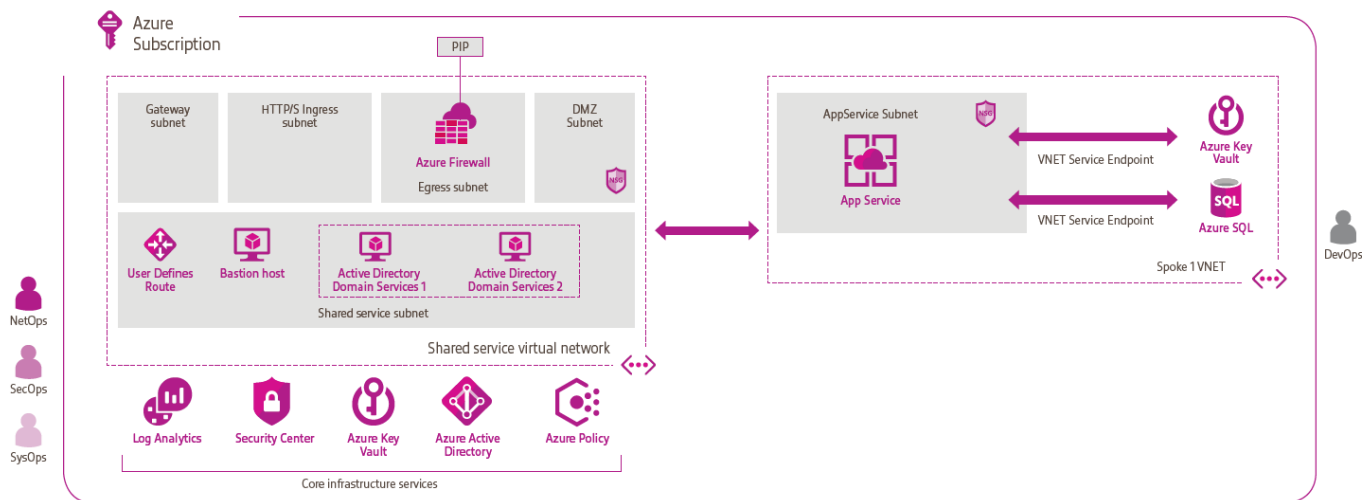 Azure
Subscription
PIP
Gateway
subnet
HTTP/S Ingress
subnet
Azure Firewall
Egress subnet
DMZ
Subnet
NSG
User Defines
Route
Bastion host
Active Directory
Domain Services 1
Active Directory
Domain Services 2
Shared service subnet
Shared service virtual network
AppService Subnet
NSG
App Service
VNET Service Endpoint
VNET Service Endpoint
Azure Key
Vault
SQL
Azure SQL
Spoke 1 VNET
DevOps
NetOps
SecOps
SysOps
Log Analytics
Security Center
Azure Key
Vault
Azure Active
Directory
Azure Policy
Core infrastructure services